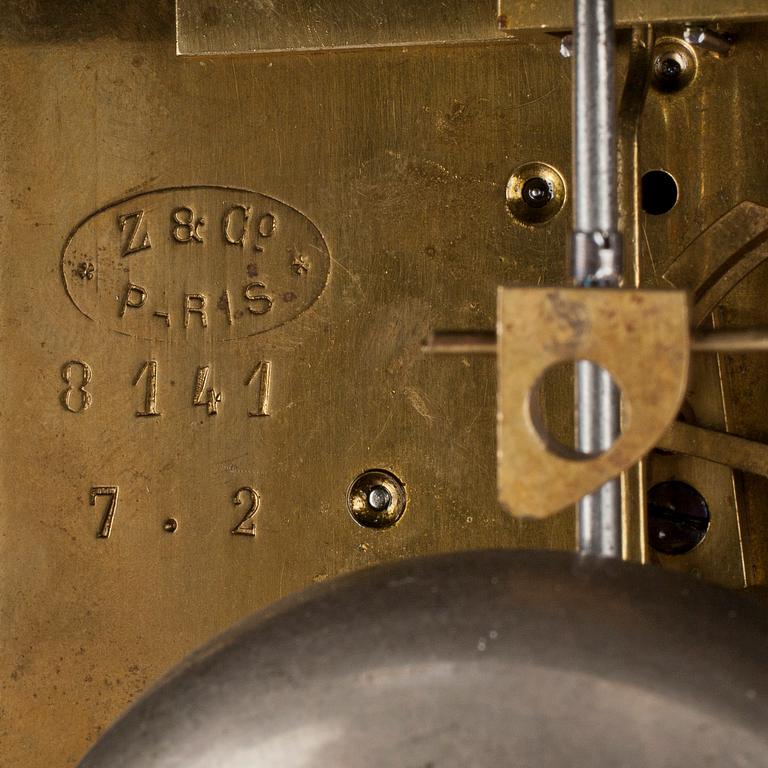 Z & Co
* PARIS *
8141
7.2